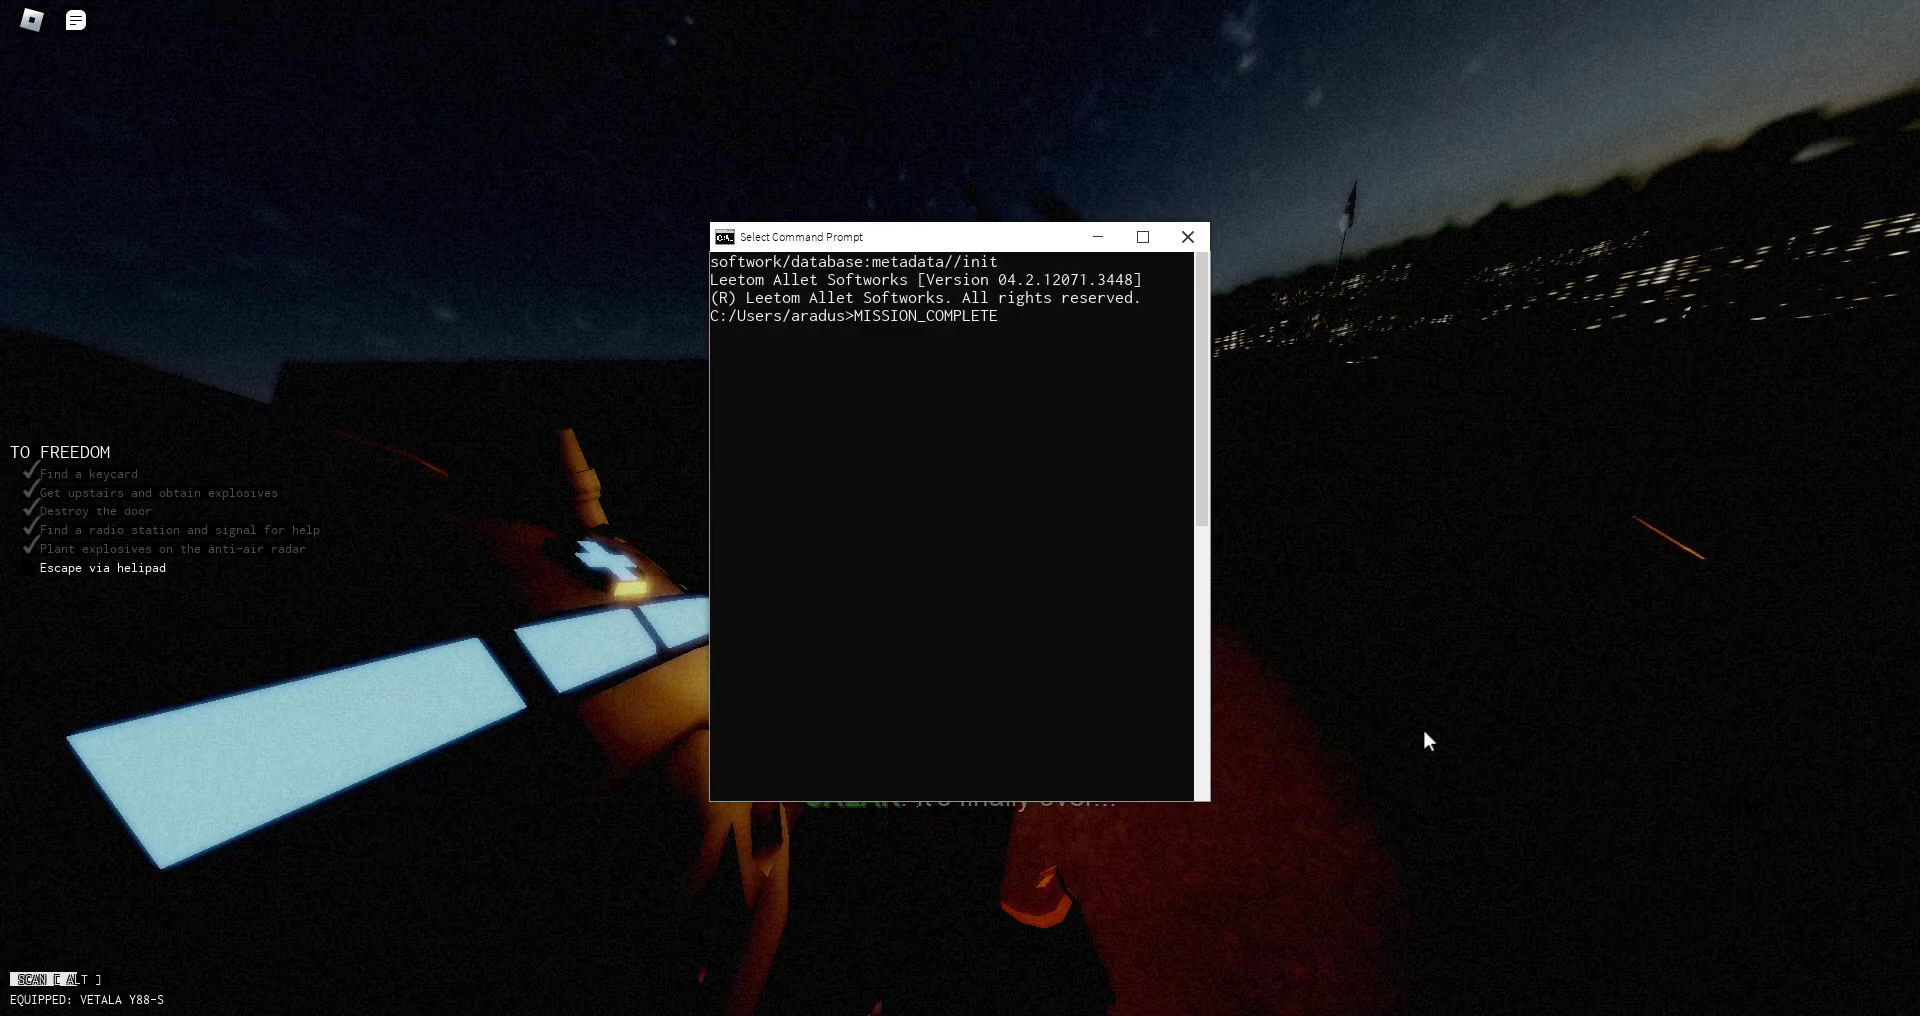 Select Command Prompt
softwork/database:metadata//init
Leetom Allet Softworks [Version 04.2.12071.3448]
(R) Leetom Allet Softworks. All rights reserved.
C:/Users/aradus>MISSION_COMPLETE
TO FREEDOM
Find a keycard
Get upstairs and obtain explosives
Destroy the door
Find a radio station and signal for help
Plant explosives on the anti-air radar
Escape via helipad
: It's finally over...
SCAN [ ALT ]
EQUIPPED: VETALA Y88-S